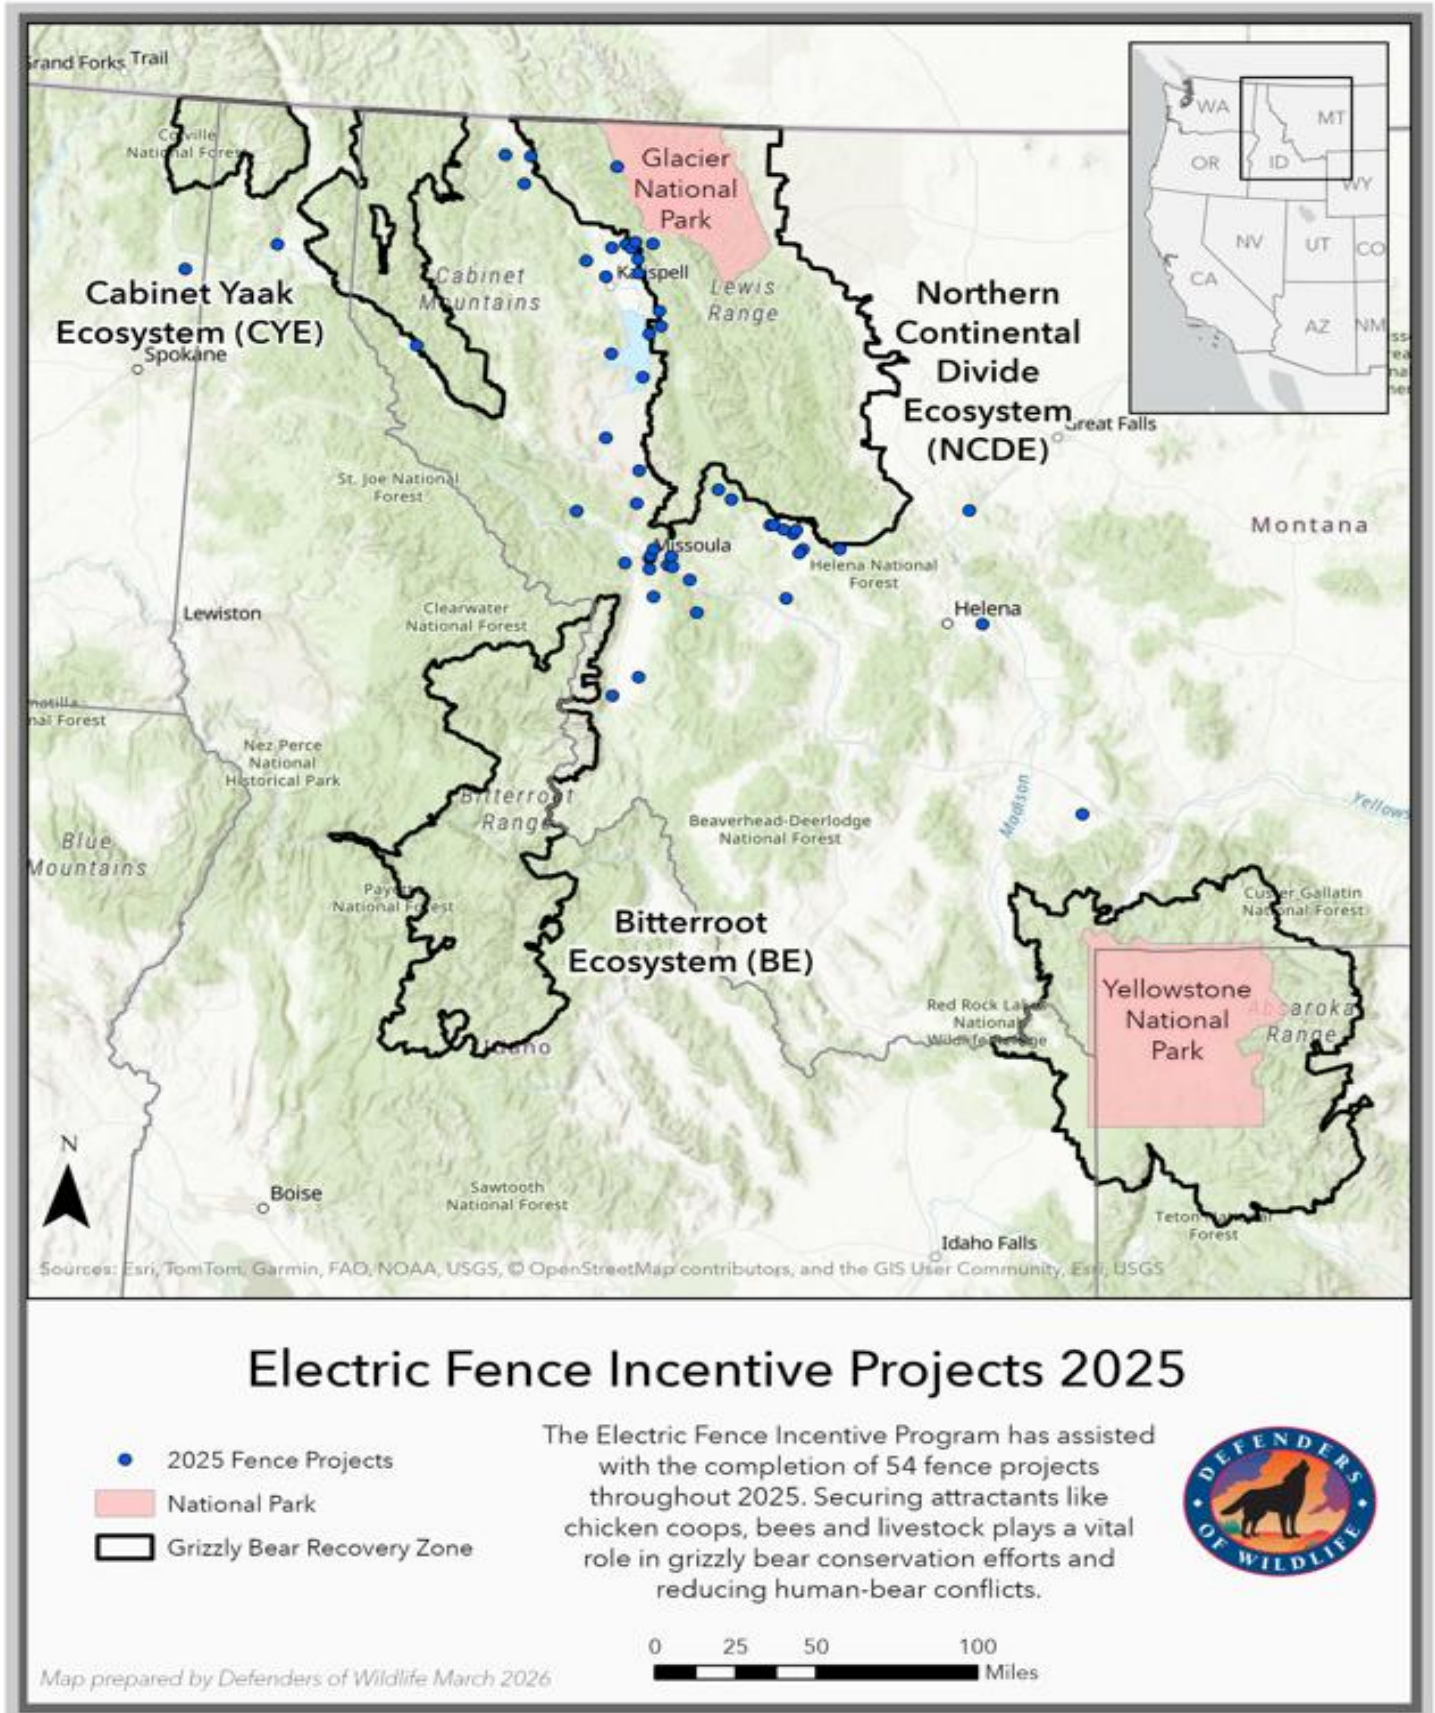 Grand Forks Trail
Colville
National Forest
Glacier
National
Park
WA
MT
OR
ID
WY
NV
UT
CO
CA
AZ
NM
Cabinet Yaak
Ecosystem (CYE)
Spokane
Cabinet
Mountains
Kalispell
Lewis
Range
Northern
Continental
Divide
Ecosystem
(NCDE)
Great Falls
St. Joe National
Forest
Montana
Missoula
Helena National
Forest
Helena
Lewiston
Clearwater
National Forest
nal Forest
Nez Perce
National
Historical Park
Blue
Mountains
Bitterroot
Range
Beaverhead-Deerlodge
National Forest
Madison
Yellows
Payette
National Forest
Bitterroot
Ecosystem (BE)
Custer Gallatin
National Forest
Red Rock Lakes
National
Wildlife Refuge
Yellowstone
National
Park
Absaroka
Range
Idaho
N
Boise
Sawtooth
National Forest
Teton National
Forest
Idaho Falls
Sources: Esri, TomTom, Garmin, FAO, NOAA, USGS, © OpenStreetMap contributors, and the GIS User Community, Esri, USGS
Electric Fence Incentive Projects 2025
2025 Fence Projects
National Park
Grizzly Bear Recovery Zone
The Electric Fence Incentive Program has assisted
with the completion of 54 fence projects
throughout 2025. Securing attractants like
chicken coops, bees and livestock plays a vital
role in grizzly bear conservation efforts and
reducing human-bear conflicts.
DEFENDERS
OF WILDLIFE
0 25 50 100
Miles
Map prepared by Defenders of Wildlife March 2026